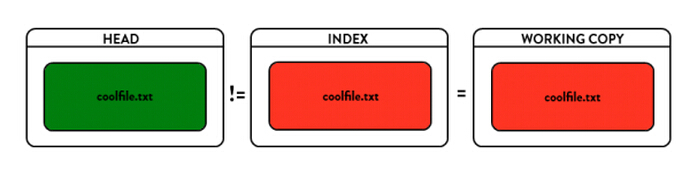 HEAD
coolfile.txt
!=
INDEX
coolfile.txt
=
WORKING COPY
coolfile.txt